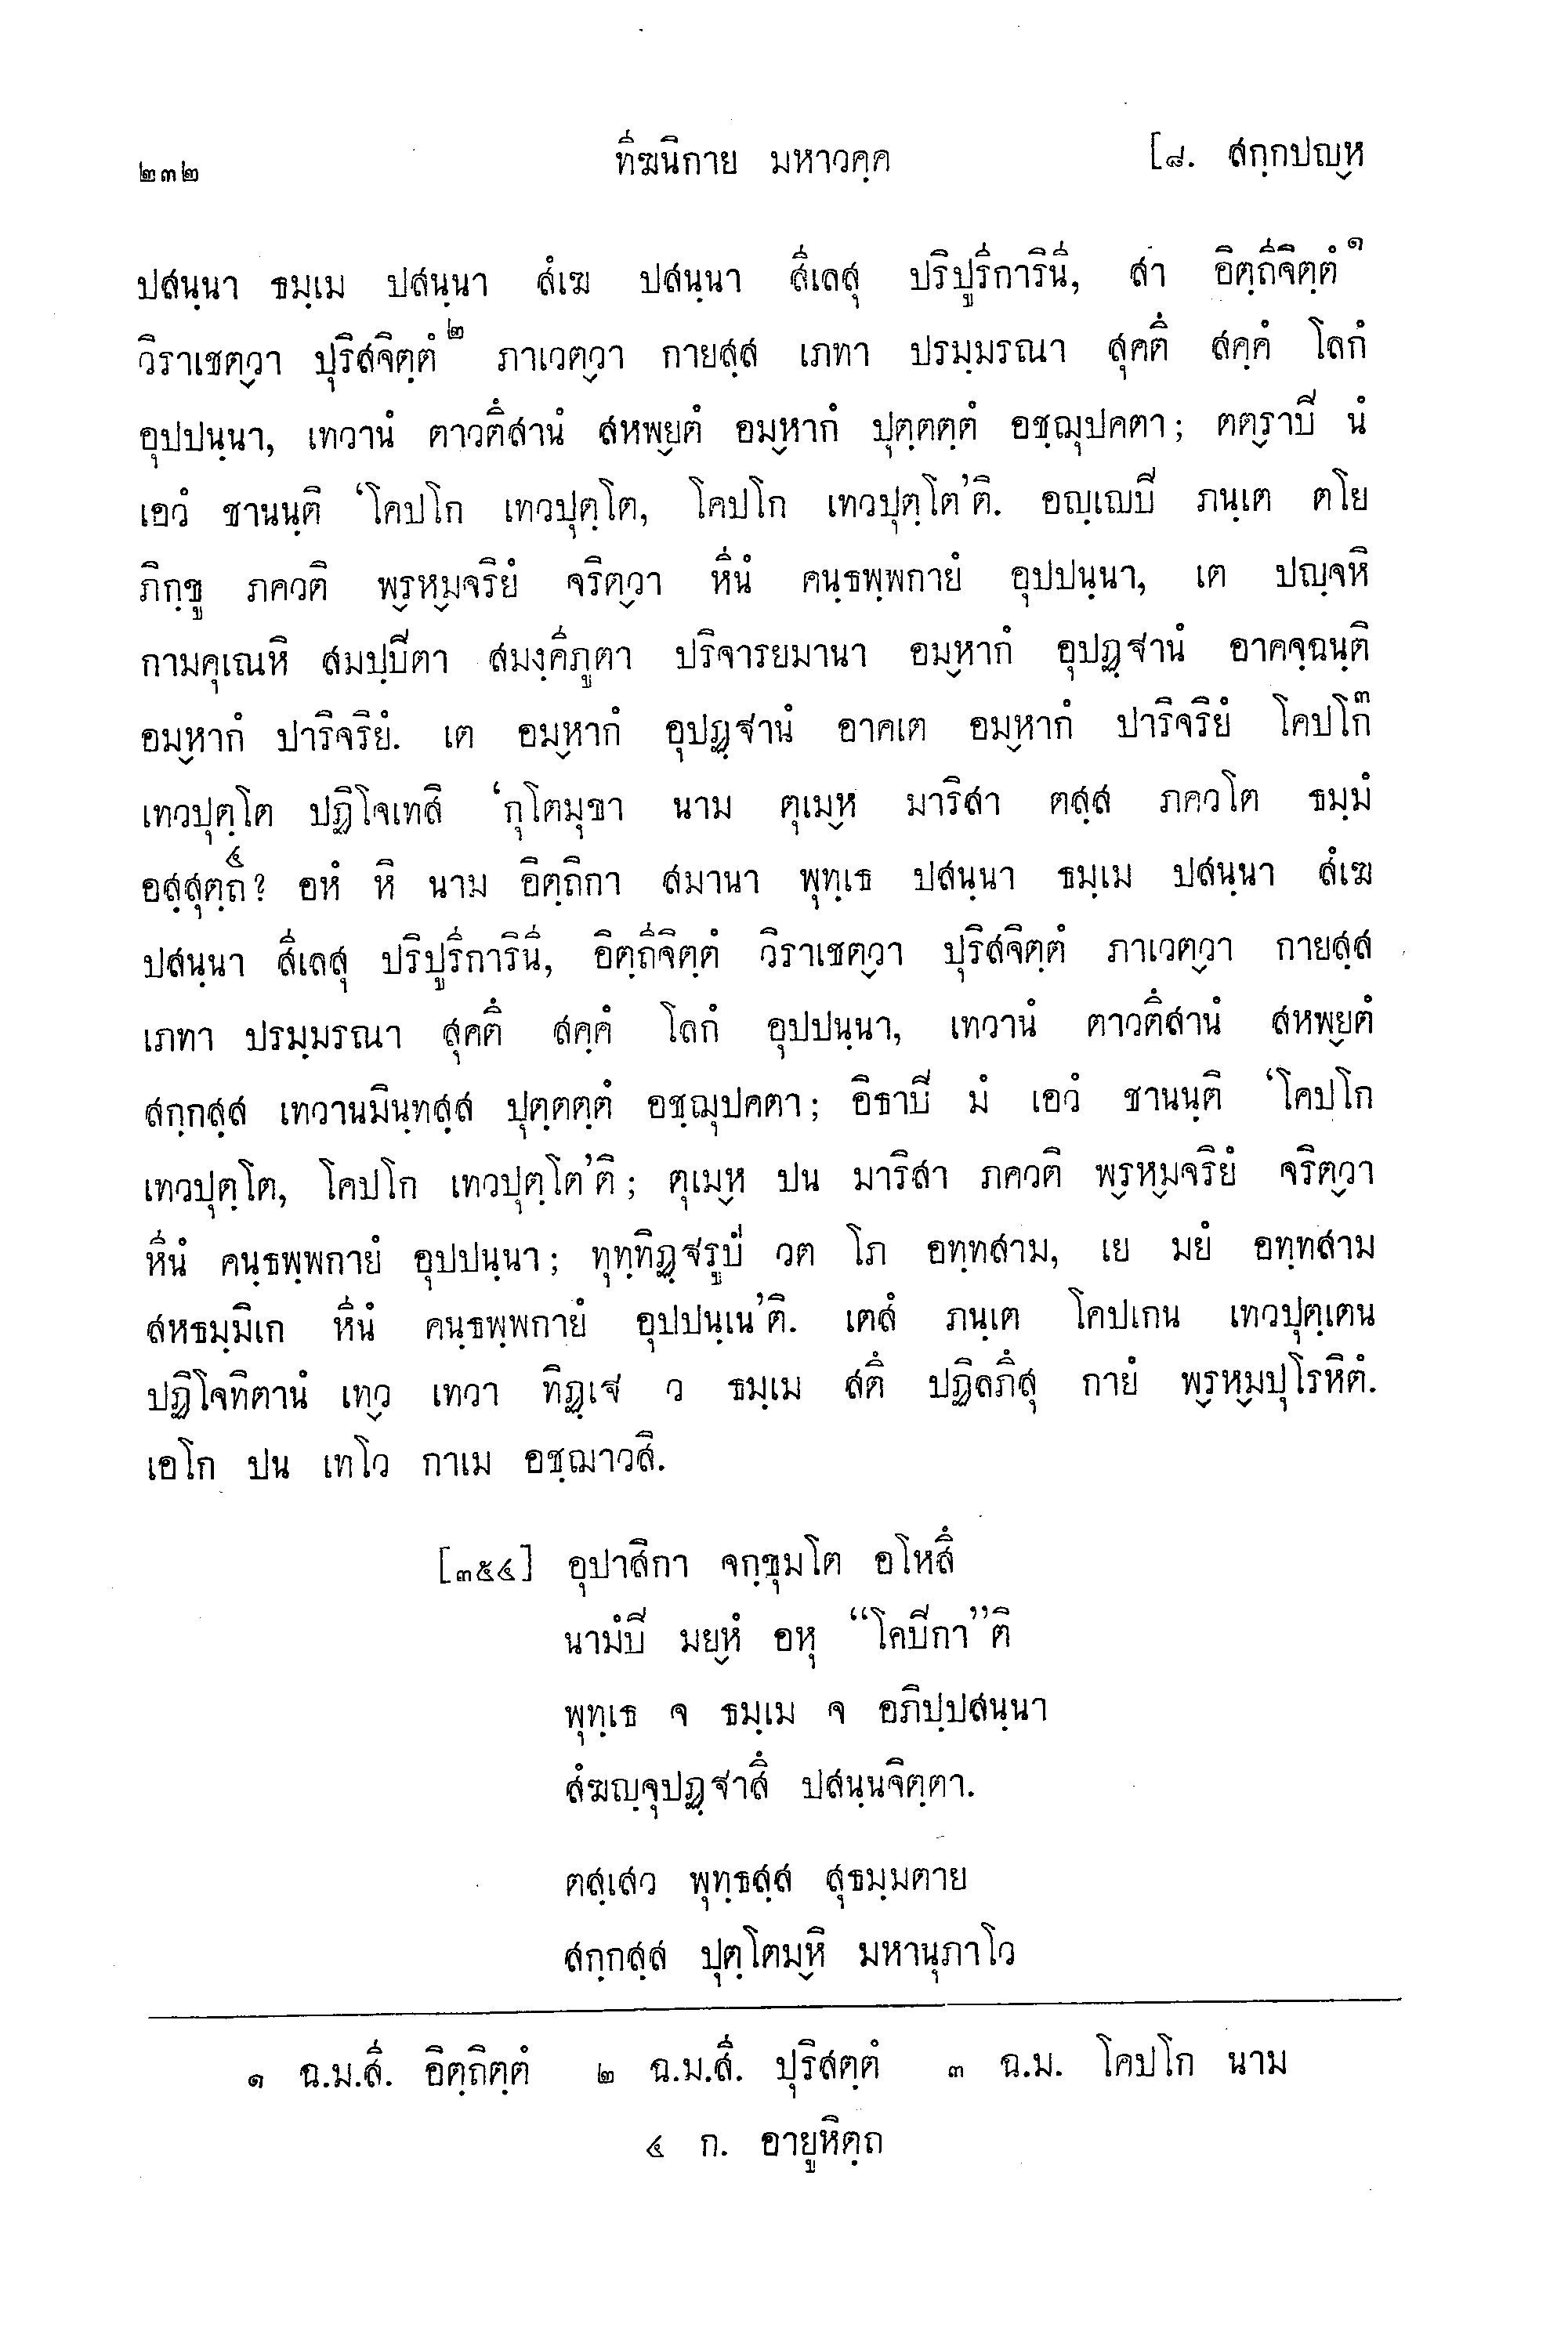 ๒๓๒ ทีฆนิกาย มหาวคฺค [๘. สกฺกปญฺห
ปสนฺนา ธมฺเม ปสนฺนา สํเฆ ปสนฺนา สีเลสุ ปริปูรีการินี, สา อิตฺถีจิตฺตํ๑
วิราเชตฺวา ปุริสจิตฺตํ๒ ภาเวตฺวา กายสฺส เภทา ปรมฺมรณา สุคตึ สคฺคํ โลกํ
อุปปนฺนา, เทวานํ ตาวตึสานํ สหพฺยตํ อมฺหากํ ปุตฺตตฺตํ อชฺฌุปคตา; ตตฺราปิ นํ
เอวํ ชานนฺติ ‘โคปโก เทวปุตฺโต, โคปโก เทวปุตฺโต’ติ. อญฺเญปิ ภนฺเต ตโย
ภิกฺขู ภควติ พฺรหฺมจริยํ จริตฺวา หีนํ คนฺธพฺพกายํ อุปปนฺนา, เต ปญฺจหิ
กามคุเณหิ สมปฺปิตา สมงฺคีภูตา ปริจารยมานา อมฺหากํ อุปฏฺฐานํ อาคจฺฉนฺติ
อมฺหากํ ปาริจริยํ. เต อมฺหากํ อุปฏฺฐานํ อาคเต อมฺหากํ ปาริจริยํ โคปโก๓
เทวปุตฺโต ปฏิโจเทสิ ‘กุโตมุขา นาม ตุเมฺห มาริสา ตสฺส ภควโต ธมฺมํ
อสฺสุตฺถ๔? อหํ หิ นาม อิตฺถิกา สมานา พุทฺเธ ปสนฺนา ธมฺเม ปสนฺนา สํเฆ
ปสนฺนา สีเลสุ ปริปูรีการินี, อิตฺถีจิตฺตํ วิราเชตฺวา ปุริสจิตฺตํ ภาเวตฺวา กายสฺส
เภทา ปรมฺมรณา สุคตึ สคฺคํ โลกํ อุปปนฺนา, เทวานํ ตาวตึสานํ สหพฺยตํ
สกฺกสฺส เทวานมินฺทสฺส ปุตฺตตฺตํ อชฺฌุปคตา; อิธาปิ มํ เอวํ ชานนฺติ ‘โคปโก
เทวปุตฺโต, โคปโก เทวปุตฺโต’ติ; ตุเมฺห ปน มาริสา ภควติ พฺรหฺมจริยํ จริตฺวา
หีนํ คนฺธพฺพกายํ อุปปนฺนา; ทุทฺทิฏฺฐรูปํ วต โภ อทฺทสาม, เย มยํ อทฺทสาม
สหธมฺมิเก หีนํ คนฺธพฺพกายํ อุปปนฺเน’ติ. เตสํ ภนฺเต โคปเกน เทวปุตฺเตน
ปฏิโจทิตานํ เทฺว เทวา ทิฏฺเฐ ว ธมฺเม สตึ ปฏิลภึสุ กายํ พฺรหฺมปุโรหิตํ.
เอโก ปน เทโว กาเม อชฺฌาวสิ.
[๓๕๔] อุปาสิกา จกฺขุมโต อโหสึ
นามํปิ มยฺหํ อหุ “โคปิกา”ติ
พุทฺเธ จ ธมฺเม จ อภิปฺปสนฺนา
สํฆญฺจุปฏฺฐาสึ ปสนฺนจิตฺตา.
ตสฺเสว พุทฺธสฺส สุธมฺมตาย
สกฺกสฺส ปุตฺโตมฺหิ มหานุภาโว
๑ ฉ.ม.สี. อิตฺถิตฺตํ ๒ ฉ.ม.สี. ปุริสตฺตํ ๓ ฉ.ม. โคปโก นาม
๔ ก. อายูหิตฺถ